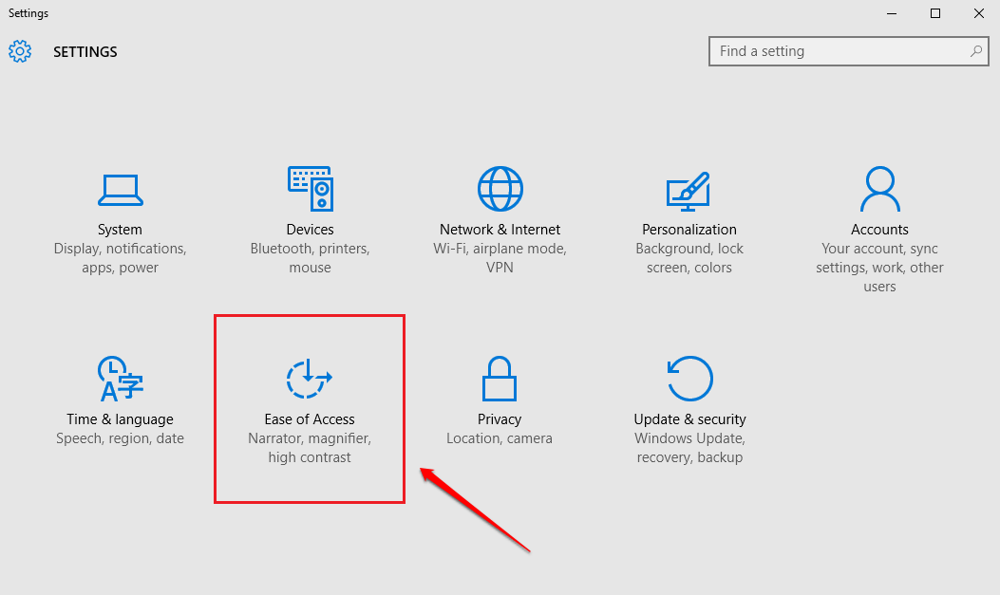 Settings
SETTINGS
Find a setting
System
Display, notifications,
apps, power
Devices
Bluetooth, printers,
mouse
Network & Internet
Wi-Fi, airplane mode,
VPN
Personalization
Background, lock
screen, colors
Accounts
Your account, sync
settings, work, other
users
A字
Time & language
Speech, region, date
Ease of Access
Narrator, magnifier,
high contrast
Privacy
Location, camera
Update & security
Windows Update,
recovery, backup